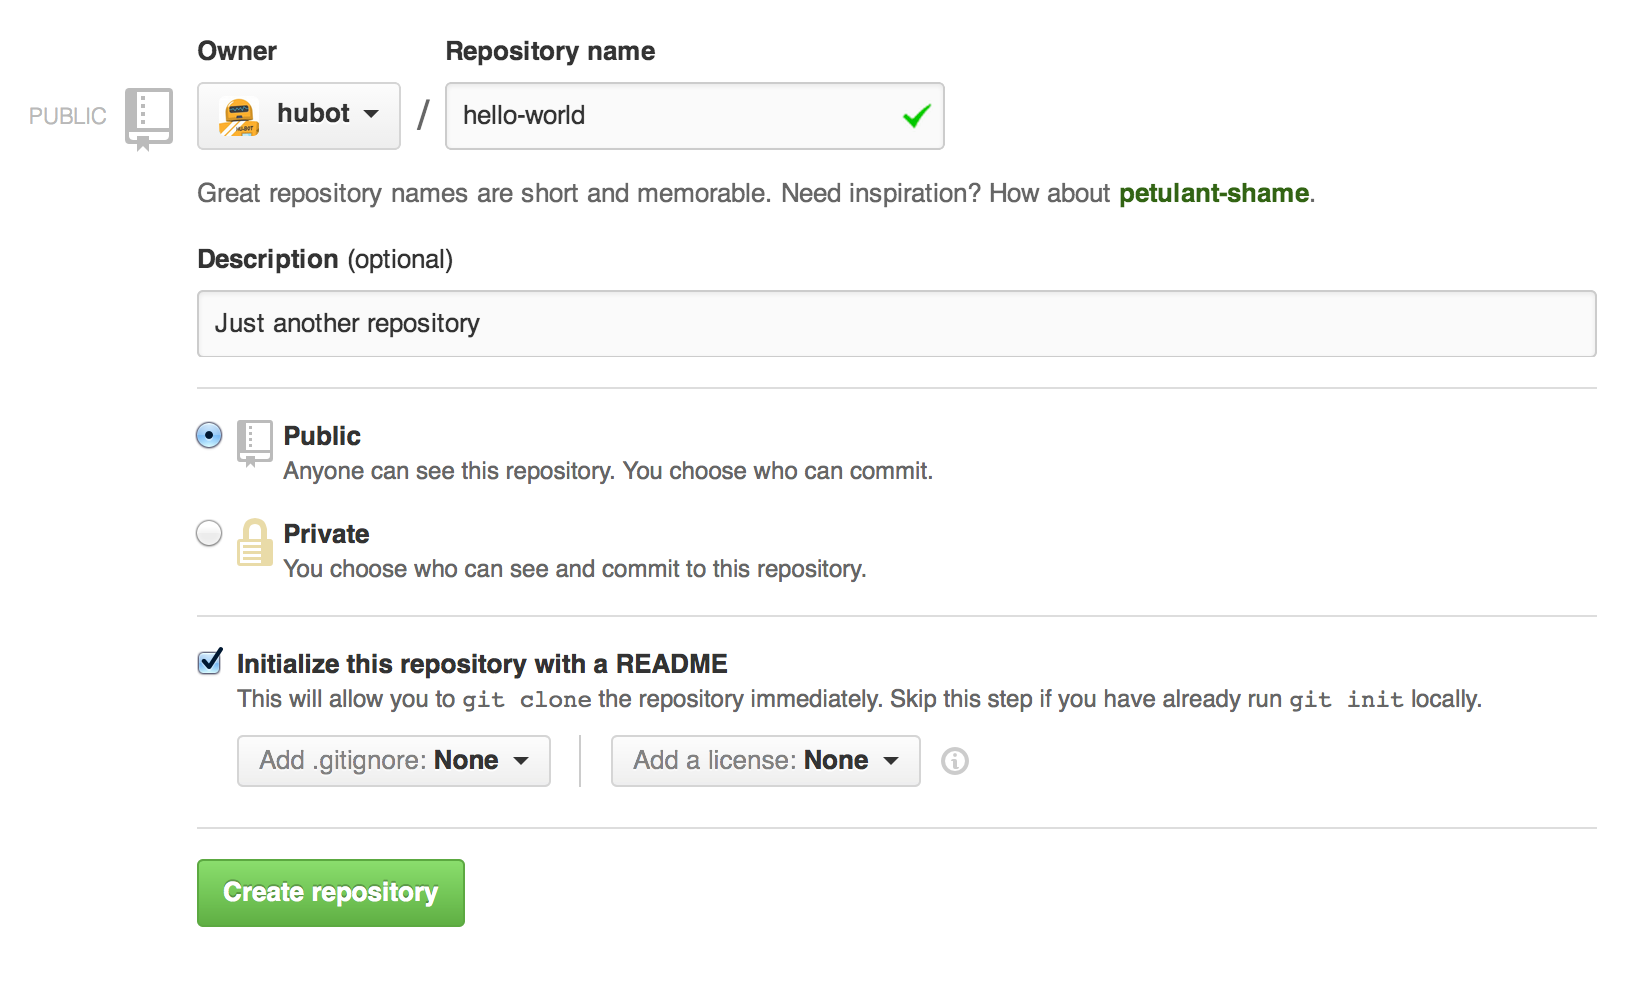 Owner
Repository name
PUBLIC
hubot / hello-world
Great repository names are short and memorable. Need inspiration? How about petulant-shame.
Description (optional)
Just another repository
Public
Anyone can see this repository. You choose who can commit.
Private
You choose who can see and commit to this repository.
Initialize this repository with a README
This will allow you to git clone the repository immediately. Skip this step if you have already run git init locally.
Add .gitignore: None
Add a license: None
Create repository